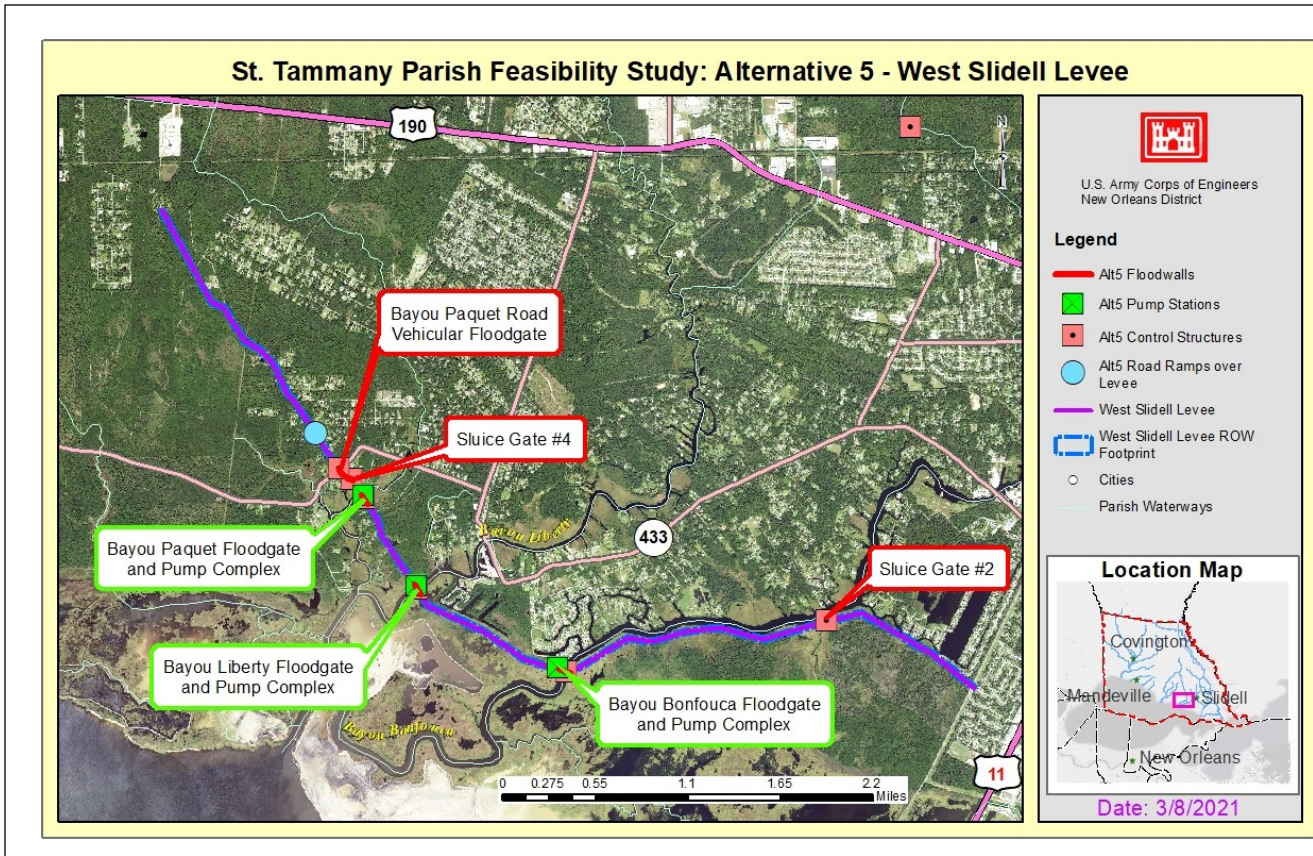 St. Tammany Parish Feasibility Study: Alternative 5 - West Slidell Levee
190
N
Bayou Paquet Road
Vehicular Floodgate
Sluice Gate #4
Bayou Paquet Floodgate
and Pump Complex
Bayou Liberty
433
Sluice Gate #2
Bayou Liberty Floodgate
and Pump Complex
Bayou Bonfouca Floodgate
and Pump Complex
Bayou Bonfouca
11
0 0.275 0.55 1.1 1.65 2.2
Miles
U.S. Army Corps of Engineers
New Orleans District
Legend
Alt5 Floodwalls
Alt5 Pump Stations
Alt5 Control Structures
Alt5 Road Ramps over
Levee
West Slidell Levee
West Slidell Levee ROW
Footprint
Cities
Parish Waterways
Location Map
Covington
Mandeville
Slidell
New Orleans
Date: 3/8/2021